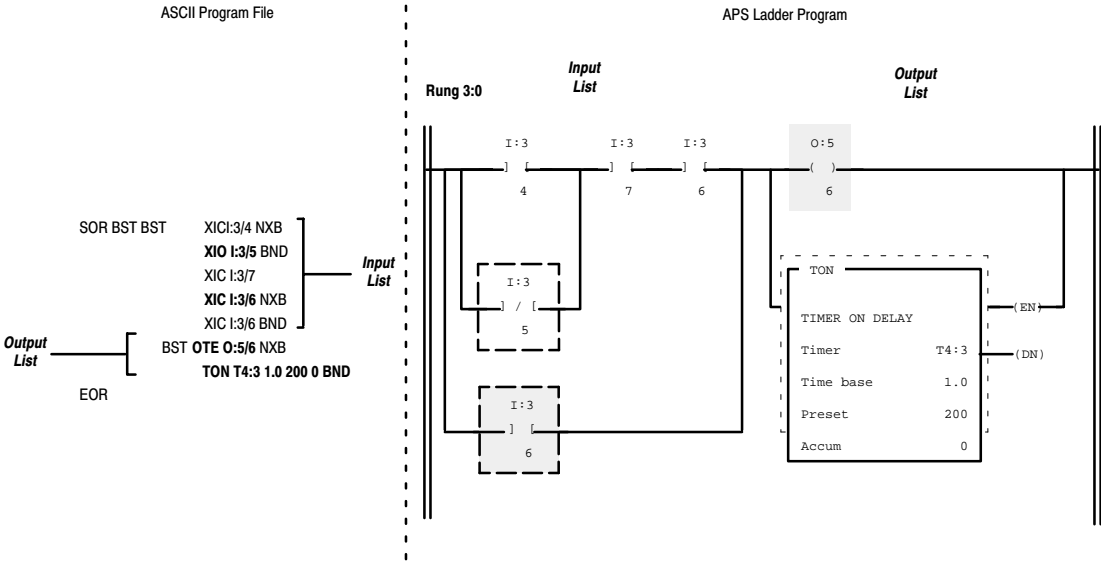 ASCII Program File
SOR BST BST XICI:3/4 NXB
XIO I:3/5 BND
XIC I:3/7
XIC I:3/6 NXB
XIC I:3/6 BND
Input
List
Output
List
BST OTE O:5/6 NXB
TON T4:3 1.0 200 0 BND
EOR
APS Ladder Program
Rung 3:0
Input
List
Output
List
I:3 I:3 I:3 O:5
] [ ] [ ] [ ( )
4 7 6 6
I:3
] / [
5
I:3
] [
6
TON
TIMER ON DELAY
Timer T4:3
Time base 1.0
Preset 200
Accum 0
(EN)
(DN)